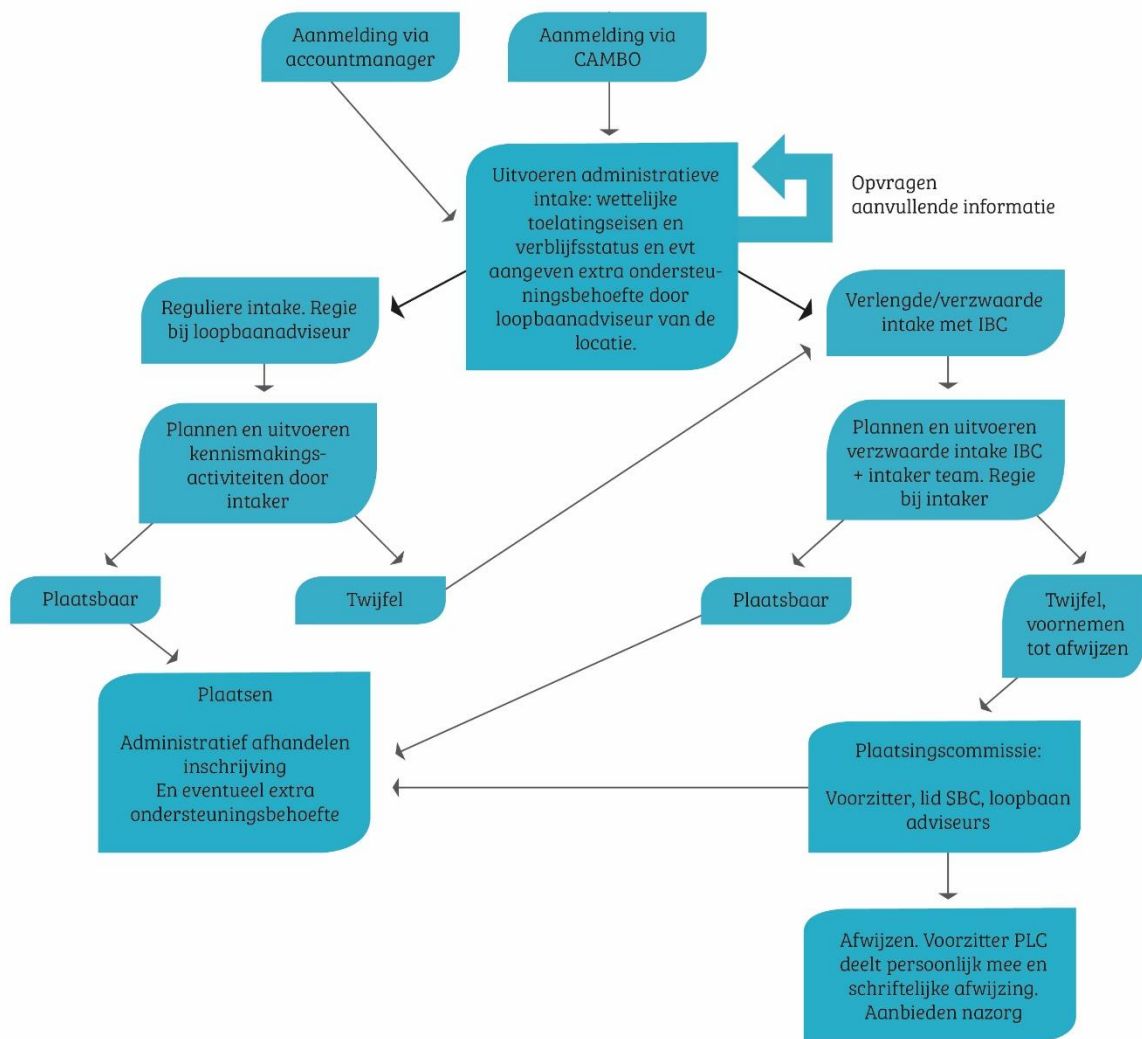 Aanmelding via
accountmanager
Aanmelding via
CAMBO
Uitvoeren administratieve
intake: wettelijke
toelatingseisen en
verblijfsstatus en evt
aangeven extra ondersteu-
ningsbehoefte door
loopbaanadviseur van de
locatie.
Opvragen
aanvullende informatie
Reguliere intake. Regie
bij loopbaanadviseur
Verlengde/verzwaarde
intake met IBC
Plannen en uitvoeren
kennismakings-
activiteiten door
intaker
Plannen en uitvoeren
verzwaarde intake IBC
+ intaker team. Regie
bij intaker
Plaatsbaar
Twijfel
Plaatsbaar
Twijfel,
voornemen
tot afwijzen
Plaatsen
Administratief afhandelen
inschrijving
En eventueel extra
ondersteuningsbehoefte
Plaatsingscommissie:
Voorzitter, lid SBC, loopbaan
adviseurs
Afwijzen. Voorzitter PLC
deelt persoonlijk mee en
schriftelijke afwijzing.
Aanbieden nazorg